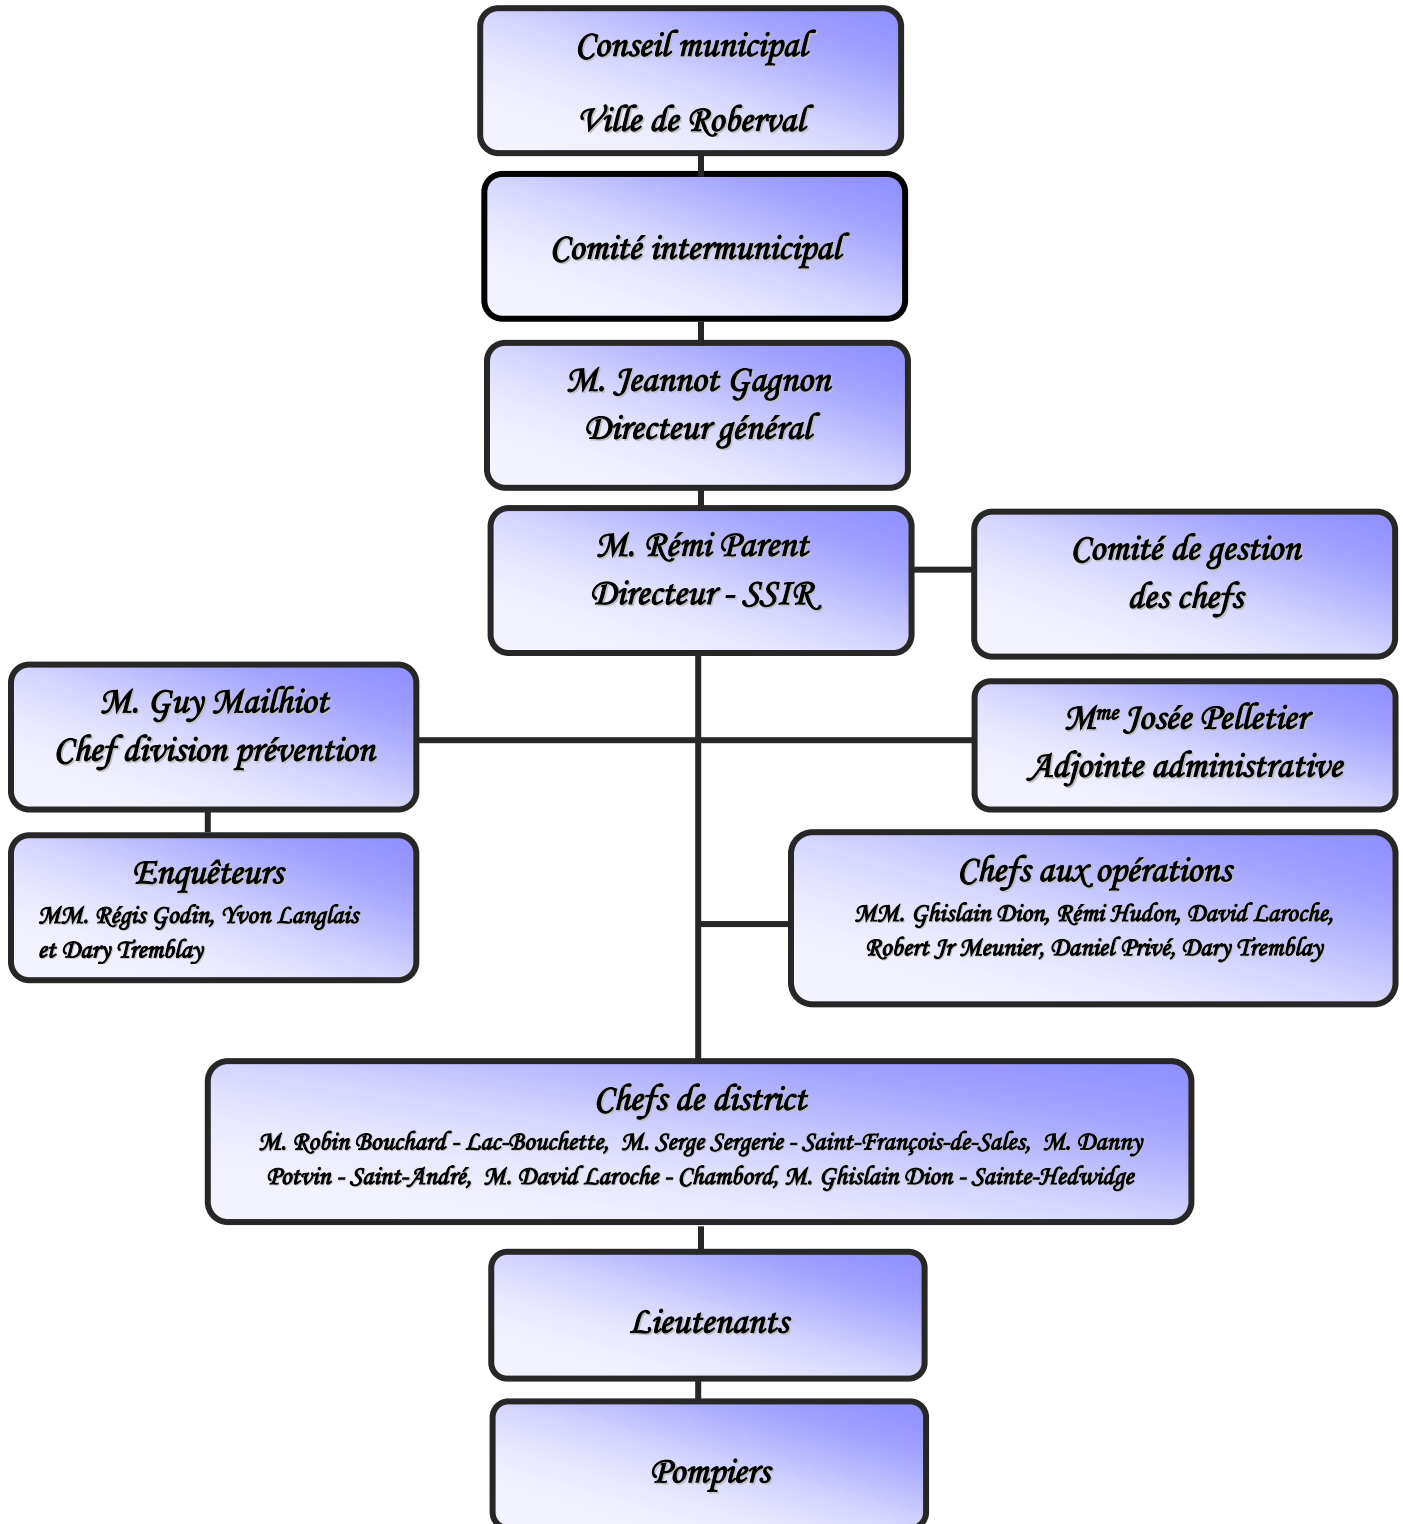 Conseil municipal
Ville de Roberval
Comité intermunicipal
M. Jeannot Gagnon
Directeur général
M. Rémi Parent
Directeur - SSIR
Comité de gestion
des chefs
M. Guy Mailhiot
Chef division prévention
Mme Josée Pelletier
Adjointe administrative
Enquêteurs
MM. Régis Godin, Yvon Langlais
et Dary Tremblay
Chefs aux opérations
MM. Ghislain Dion, Rémi Hudon, David Laroche,
Robert Jr Meunier, Daniel Privé, Dary Tremblay
Chefs de district
M. Robin Bouchard - Lac-Bouchette, M. Serge Sergerie - Saint-François-de-Sales, M. Danny
Potvin - Saint-André, M. David Laroche - Chambord, M. Ghislain Dion - Sainte-Hedwidge
Lieutenants
Pompiers